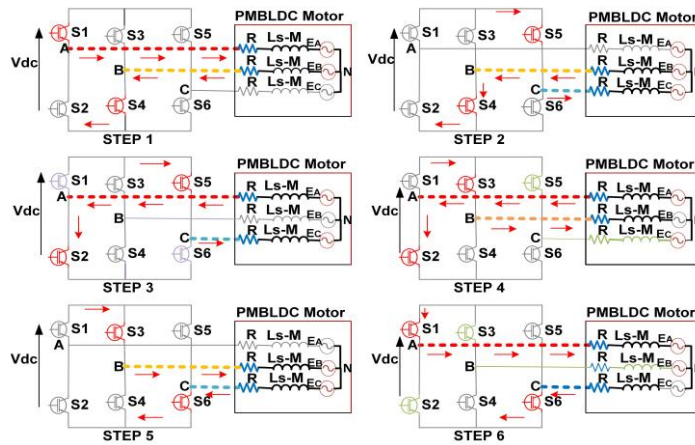 PMBLDC Motor
S1 S3 S5
A R Ls-M EA
Vdc B R Ls-M EB N
C R Ls-M EC
S2 S4 S6
STEP 1
PMBLDC Motor
S1 S3 S5
A R Ls-M EA
Vdc B R Ls-M EB
C R Ls-M EC
S2 S4 S6
STEP 2
PMBLDC Motor
S1 S3 S5
A R Ls-M EA
Vdc B R Ls-M EB N
C R Ls-M EC
S2 S4 S6
STEP 3
PMBLDC Motor
S1 S3 S5
A R Ls-M EA
Vdc B R Ls-M EB
C R Ls-M EC
S2 S4 S6
STEP 4
PMBLDC Motor
S1 S3 S5
A R Ls-M EA
Vdc B R Ls-M EB N
C R Ls-M EC
S2 S4 S6
STEP 5
PMBLDC Motor
S1 S3 S5
A R Ls-M EA
Vdc B R Ls-M EB
C R Ls-M EC
S2 S4 S6
STEP 6